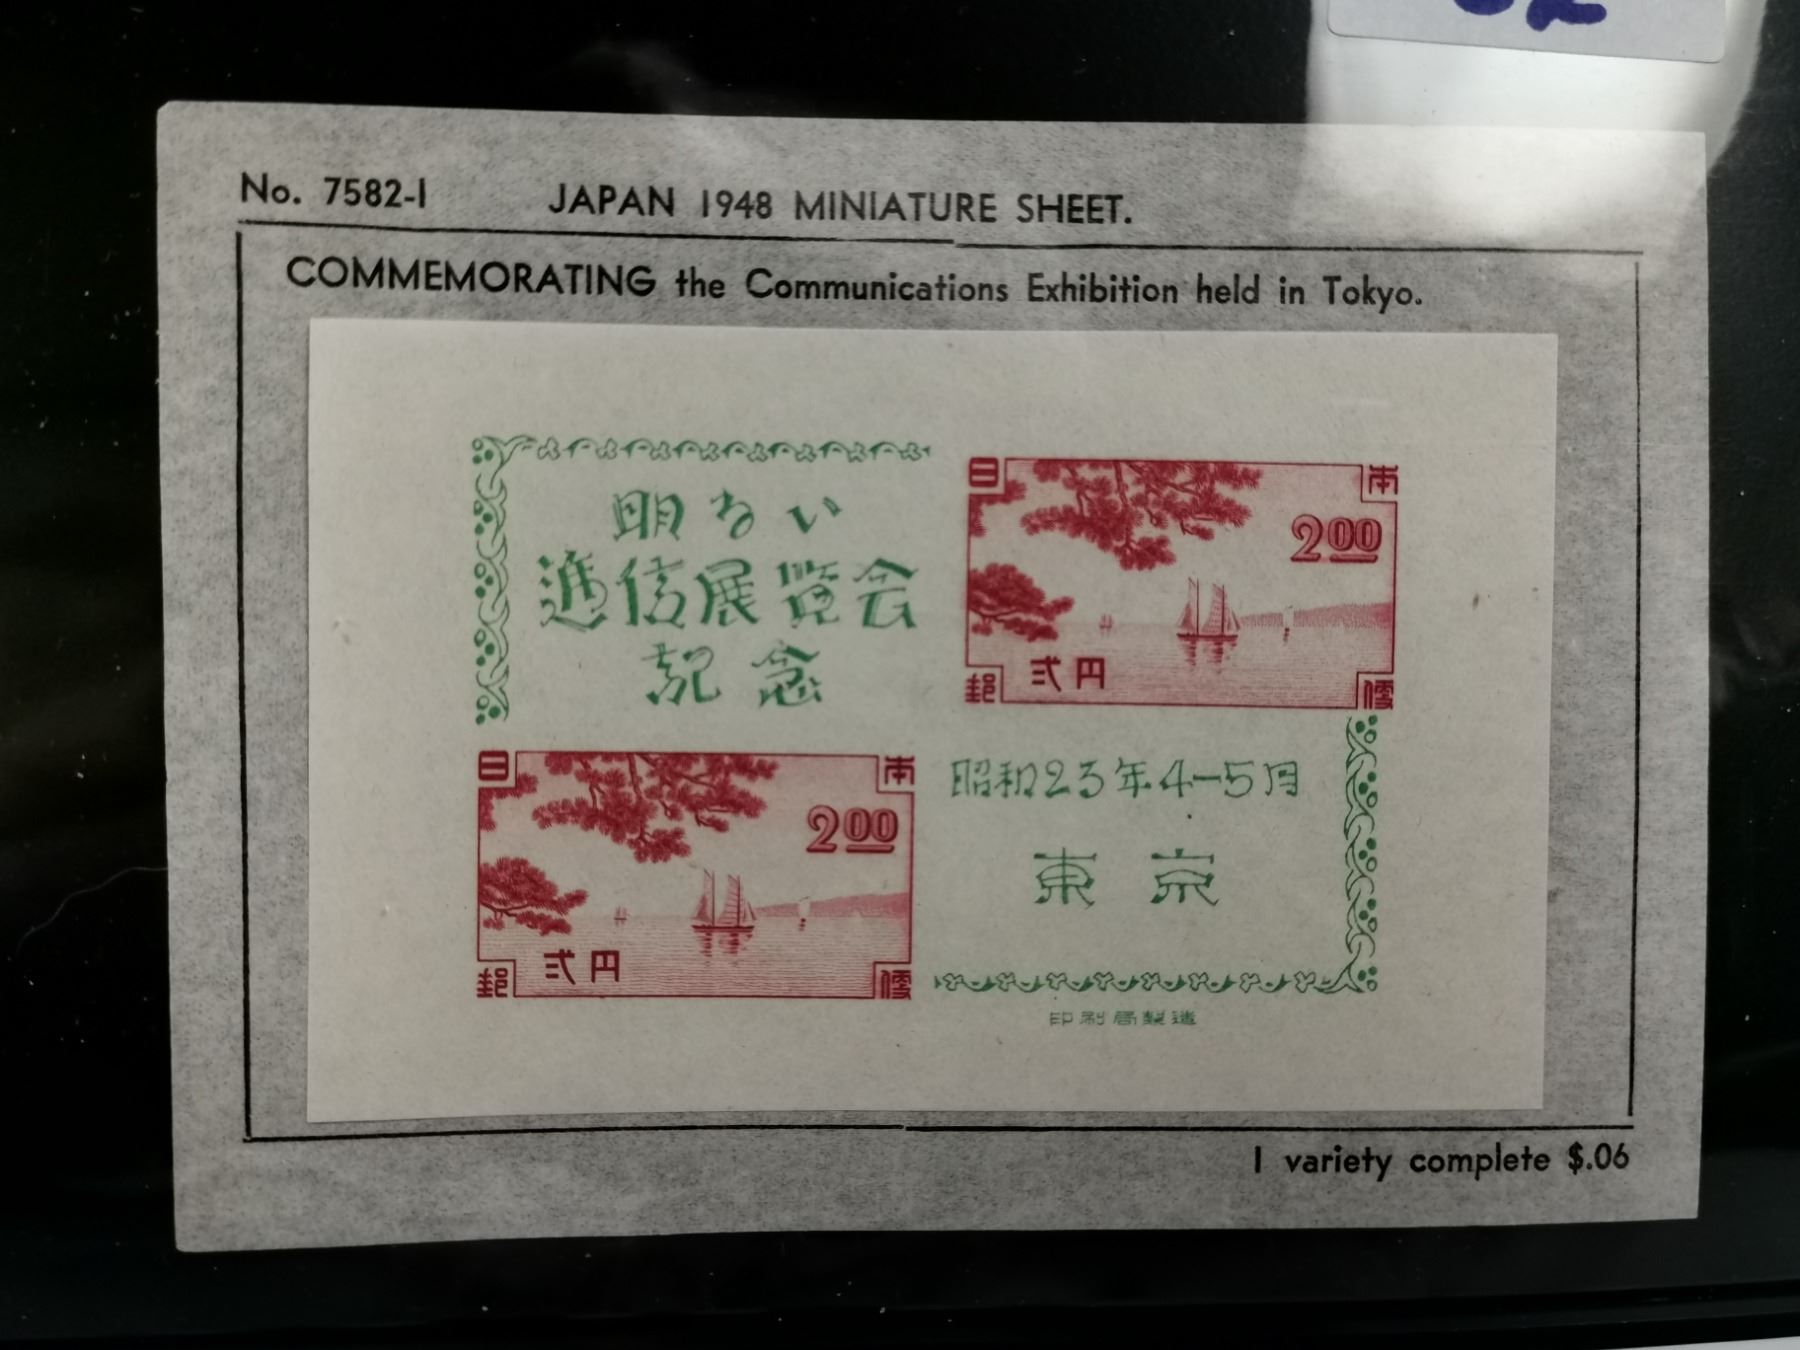 No. 7582-1 JAPAN 1948 MINIATURE SHEET.
COMMEMORATING the Communications Exhibition held in Tokyo.
明るい
逓信展覧会
記念
日本
2.00
弐円
郵便
日本
2.00
弐円
郵便
昭和23年4-5月
東京
印刷局製造
1 variety complete $.06